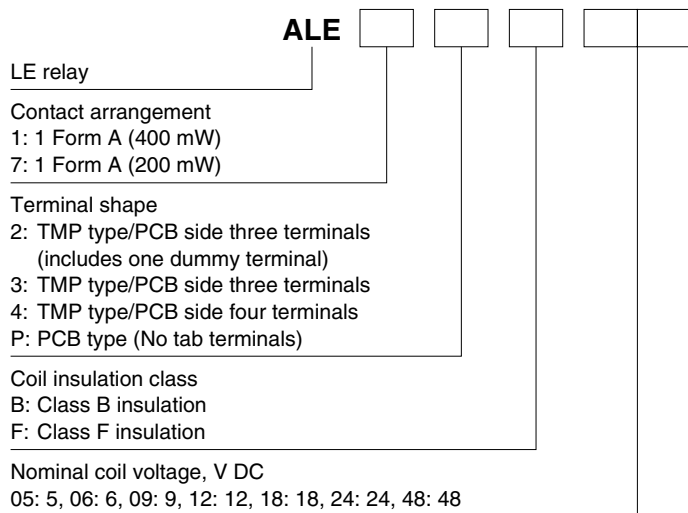 ALE
LE relay
Contact arrangement
1: 1 Form A (400 mW)
7: 1 Form A (200 mW)
Terminal shape
2: TMP type/PCB side three terminals
(includes one dummy terminal)
3: TMP type/PCB side three terminals
4: TMP type/PCB side four terminals
P: PCB type (No tab terminals)
Coil insulation class
B: Class B insulation
F: Class F insulation
Nominal coil voltage, V DC
05: 5, 06: 6, 09: 9, 12: 12, 18: 18, 24: 24, 48: 48